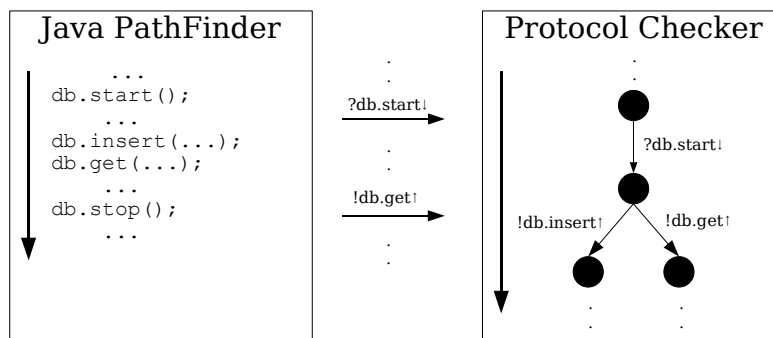 Java PathFinder
...
db.start();
...
db.insert(...);
db.get(...);
...
db.stop();
...
.
.
?db.start↓
.
.
!db.get↑
.
.
Protocol Checker
.
.
?db.start↓
!db.insert↑ !db.get↑
. .
. .